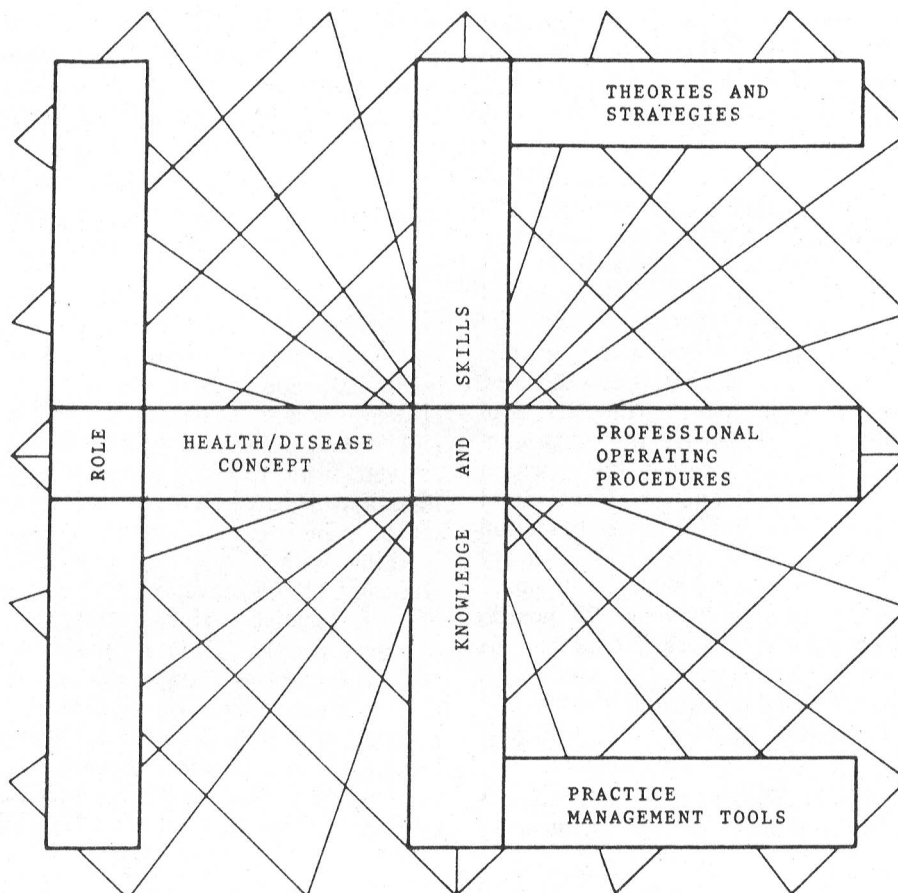 THEORIES AND
STRATEGIES
ROLE
HEALTH/DISEASE
CONCEPT
KNOWLEDGE AND SKILLS
PROFESSIONAL
OPERATING
PROCEDURES
PRACTICE
MANAGEMENT TOOLS